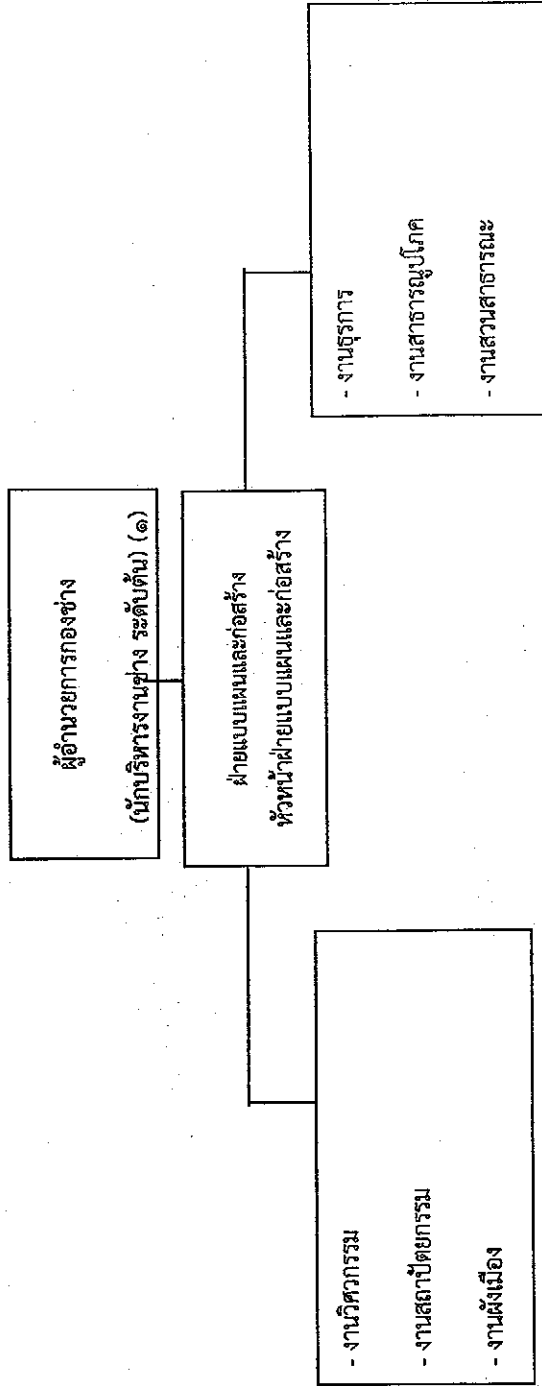 ผู้อำนวยการกองช่าง
(นักบริหารงานช่าง ระดับต้น) (๑)
ฝ่ายแบบแผนและก่อสร้าง
หัวหน้าฝ่ายแบบแผนและก่อสร้าง
- งานวิศวกรรม
- งานสถาปัตยกรรม
- งานผังเมือง
- งานธุรการ
- งานสาธารณูปโภค
- งานสวนสาธารณะ